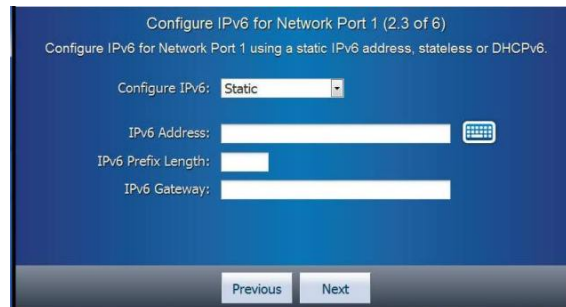 Configure IPv6 for Network Port 1 (2.3 of 6)
Configure IPv6 for Network Port 1 using a static IPv6 address, stateless or DHCPv6.
Configure IPv6: Static
IPv6 Address:
IPv6 Prefix Length:
IPv6 Gateway:
Previous Next